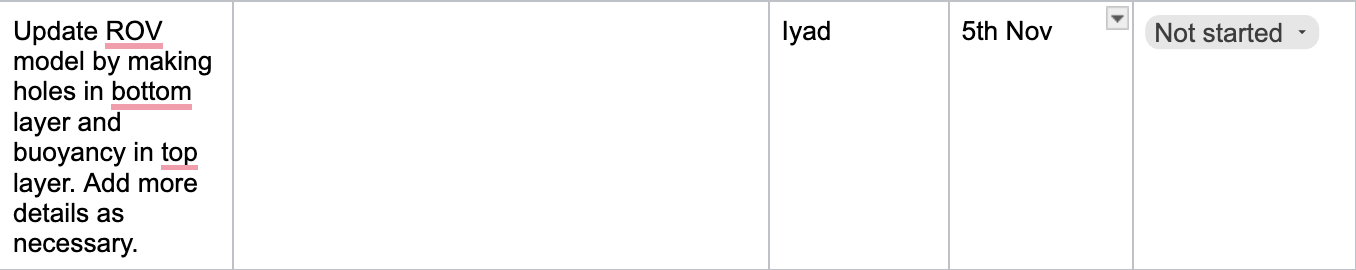 Update ROV
model by making
holes in bottom
layer and
buoyancy in top
layer. Add more
details as
necessary.
Iyad
5th Nov
Not started